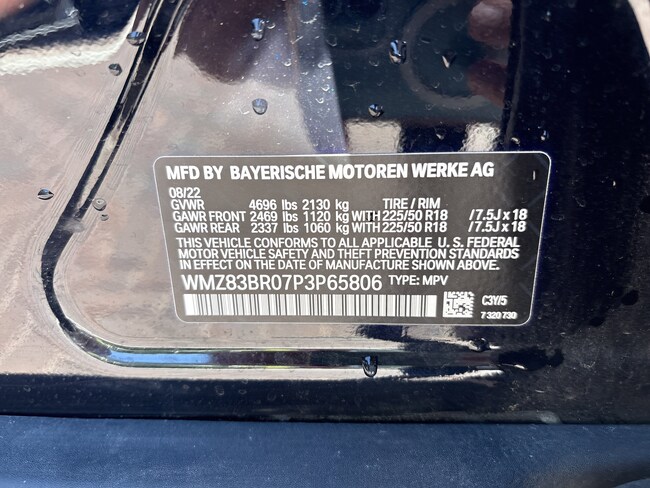 MFD BY BAYERISCHE MOTOREN WERKE AG
08/22
GVWR 4696 lbs 2130 kg TIRE / RIM
GAWR FRONT 2469 lbs 1120 kg WITH 225/50 R18 /7.5J x 18
GAWR REAR 2337 lbs 1060 kg WITH 225/50 R18 /7.5J x 18
THIS VEHICLE CONFORMS TO ALL APPLICABLE U. S. FEDERAL
MOTOR VEHICLE SAFETY AND THEFT PREVENTION STANDARDS
IN EFFECT ON THE DATE OF MANUFACTURE SHOWN ABOVE.
WMZ83BR07P3P65806 TYPE: MPV
C3Y/5
7 320 730